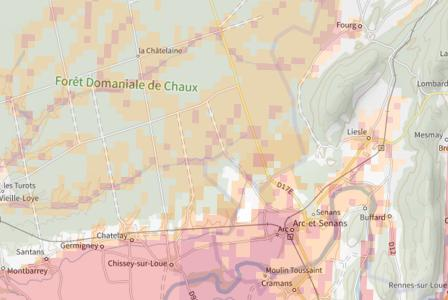 Fourg
la Châtelaine
Forêt Domaniale de Chaux
Lombard
Liesle
Mesmay
les Turots
Vieille-Loye
D17E
Senans
Buffard
Arc-et-Senans
Arc
Chatelay
Germigney
Santans
Chissey-sur-Loue
D12
Montbarrey
Moulin Toussaint
Cramans
Rennes-sur-Loue